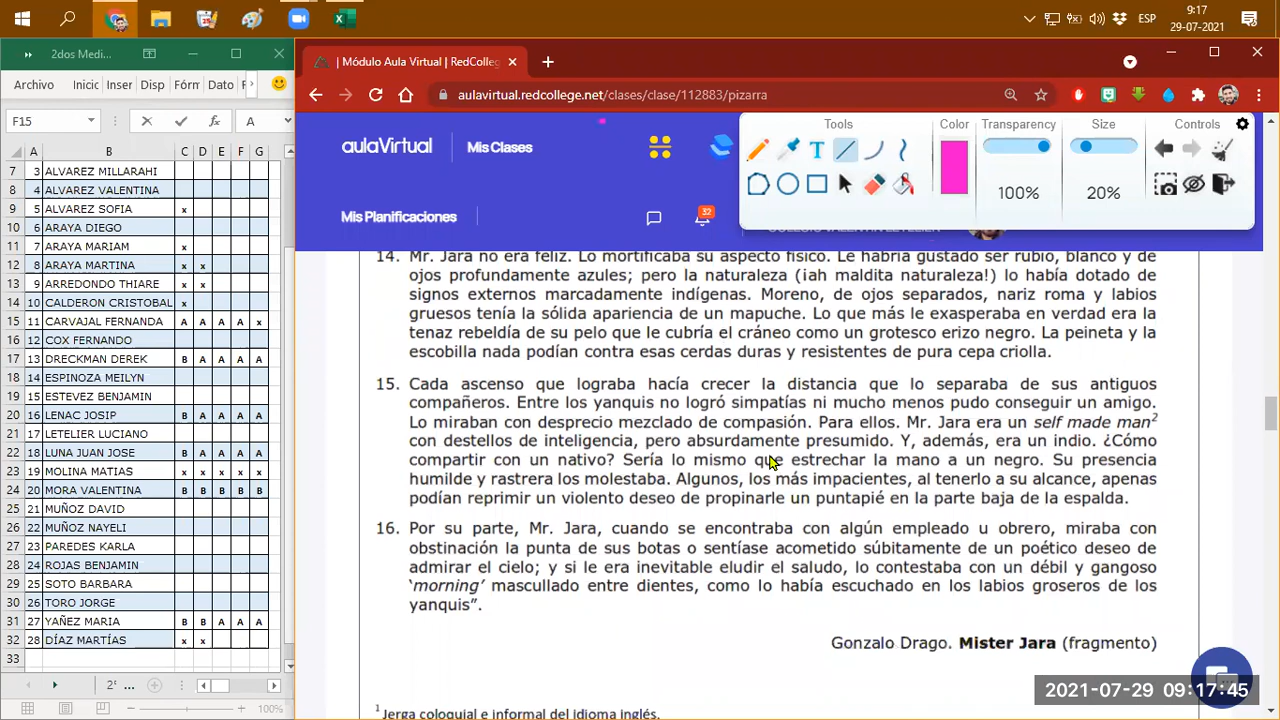 ESP
9:17
29-07-2021
2dos Medi...
Archivo Inicio Inser Disp Fórm Dato F
F15 fx A
A B C D E F G
7 3 ALVAREZ MILLARAHI
8 4 ALVAREZ VALENTINA
9 5 ALVAREZ SOFIA x
10 6 ARAYA DIEGO
11 7 ARAYA MARIAM x
12 8 ARAYA MARTINA x x
13 9 ARREDONDO THIARE x x
14 10 CALDERON CRISTOBAL x
15 11 CARVAJAL FERNANDA A A A A x
16 12 COX FERNANDO
17 13 DRECKMAN DEREK B A A A A
18 14 ESPINOZA MEILYN
19 15 ESTEVEZ BENJAMIN
20 16 LENAC JOSIP B A A A A
21 17 LETELIER LUCIANO
22 18 LUNA JUAN JOSE B A A A A
23 19 MOLINA MATIAS x x x x x
24 20 MORA VALENTINA B B B B B
25 21 MUÑOZ DAVID
26 22 MUÑOZ NAYELI
27 23 PAREDES KARLA
28 24 ROJAS BENJAMIN
29 25 SOTO BARBARA
30 26 TORO JORGE
31 27 YAÑEZ MARIA B B A A A
32 28 DÍAZ MARTÍAS x x
33
2º ...
100%
| Módulo Aula Virtual | RedColleg
aulavirtual.redcollege.net/clases/clase/112883/pizarra
aulaVirtual
Mis Clases
Mis Planificaciones
32
Tools Color Transparency Size Controls
T
100% 20%
14. Mr. Jara no era feliz. Lo mortificaba su aspecto físico. Le habría gustado ser rubio, blanco y de
ojos profundamente azules; pero la naturaleza (¡ah maldita naturaleza!) lo había dotado de
signos externos marcadamente indígenas. Moreno, de ojos separados, nariz roma y labios
gruesos tenía la sólida apariencia de un mapuche. Lo que más le exasperaba en verdad era la
tenaz rebeldía de su pelo que le cubría el cráneo como un grotesco erizo negro. La peineta y la
escobilla nada podían contra esas cerdas duras y resistentes de pura cepa criolla.
15. Cada ascenso que lograba hacía crecer la distancia que lo separaba de sus antiguos
compañeros. Entre los yanquis no logró simpatías ni mucho menos pudo conseguir un amigo.
Lo miraban con desprecio mezclado de compasión. Para ellos. Mr. Jara era un self made man²
con destellos de inteligencia, pero absurdamente presumido. Y, además, era un indio. ¿Cómo
compartir con un nativo? Sería lo mismo que estrechar la mano a un negro. Su presencia
humilde y rastrera los molestaba. Algunos, los más impacientes, al tenerlo a su alcance, apenas
podían reprimir un violento deseo de propinarle un puntapié en la parte baja de la espalda.
16. Por su parte, Mr. Jara, cuando se encontraba con algún empleado u obrero, miraba con
obstinación la punta de sus botas o sentíase acometido súbitamente de un poético deseo de
admirar el cielo; y si le era inevitable eludir el saludo, lo contestaba con un débil y gangoso
‘morning’ mascullado entre dientes, como lo había escuchado en los labios groseros de los
yanquis”.
Gonzalo Drago. Mister Jara (fragmento)
¹ Jerga coloquial e informal del idioma inglés.
2021-07-29 09:17:45